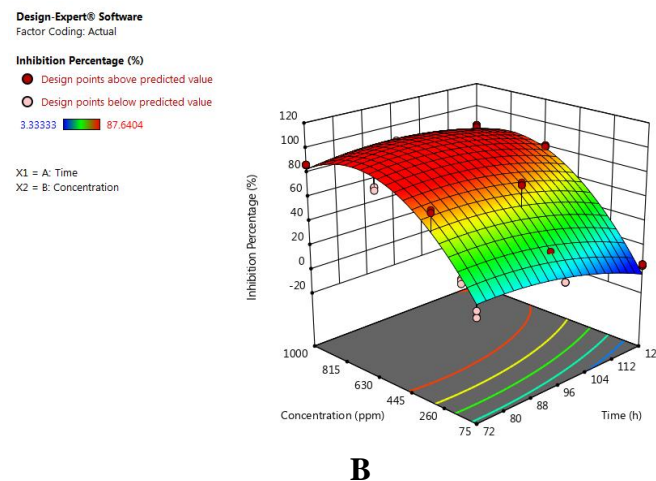 Design-Expert® Software
Factor Coding: Actual
Inhibition Percentage (%)
Design points above predicted value
Design points below predicted value
3.33333 87.6404
X1 = A: Time
X2 = B: Concentration
120
100
80
60
40
20
0
-20
Inhibition Percentage (%)
1000
815
630
445
260
75
Concentration (ppm)
72
80
88
96
104
112
12
Time (h)
B